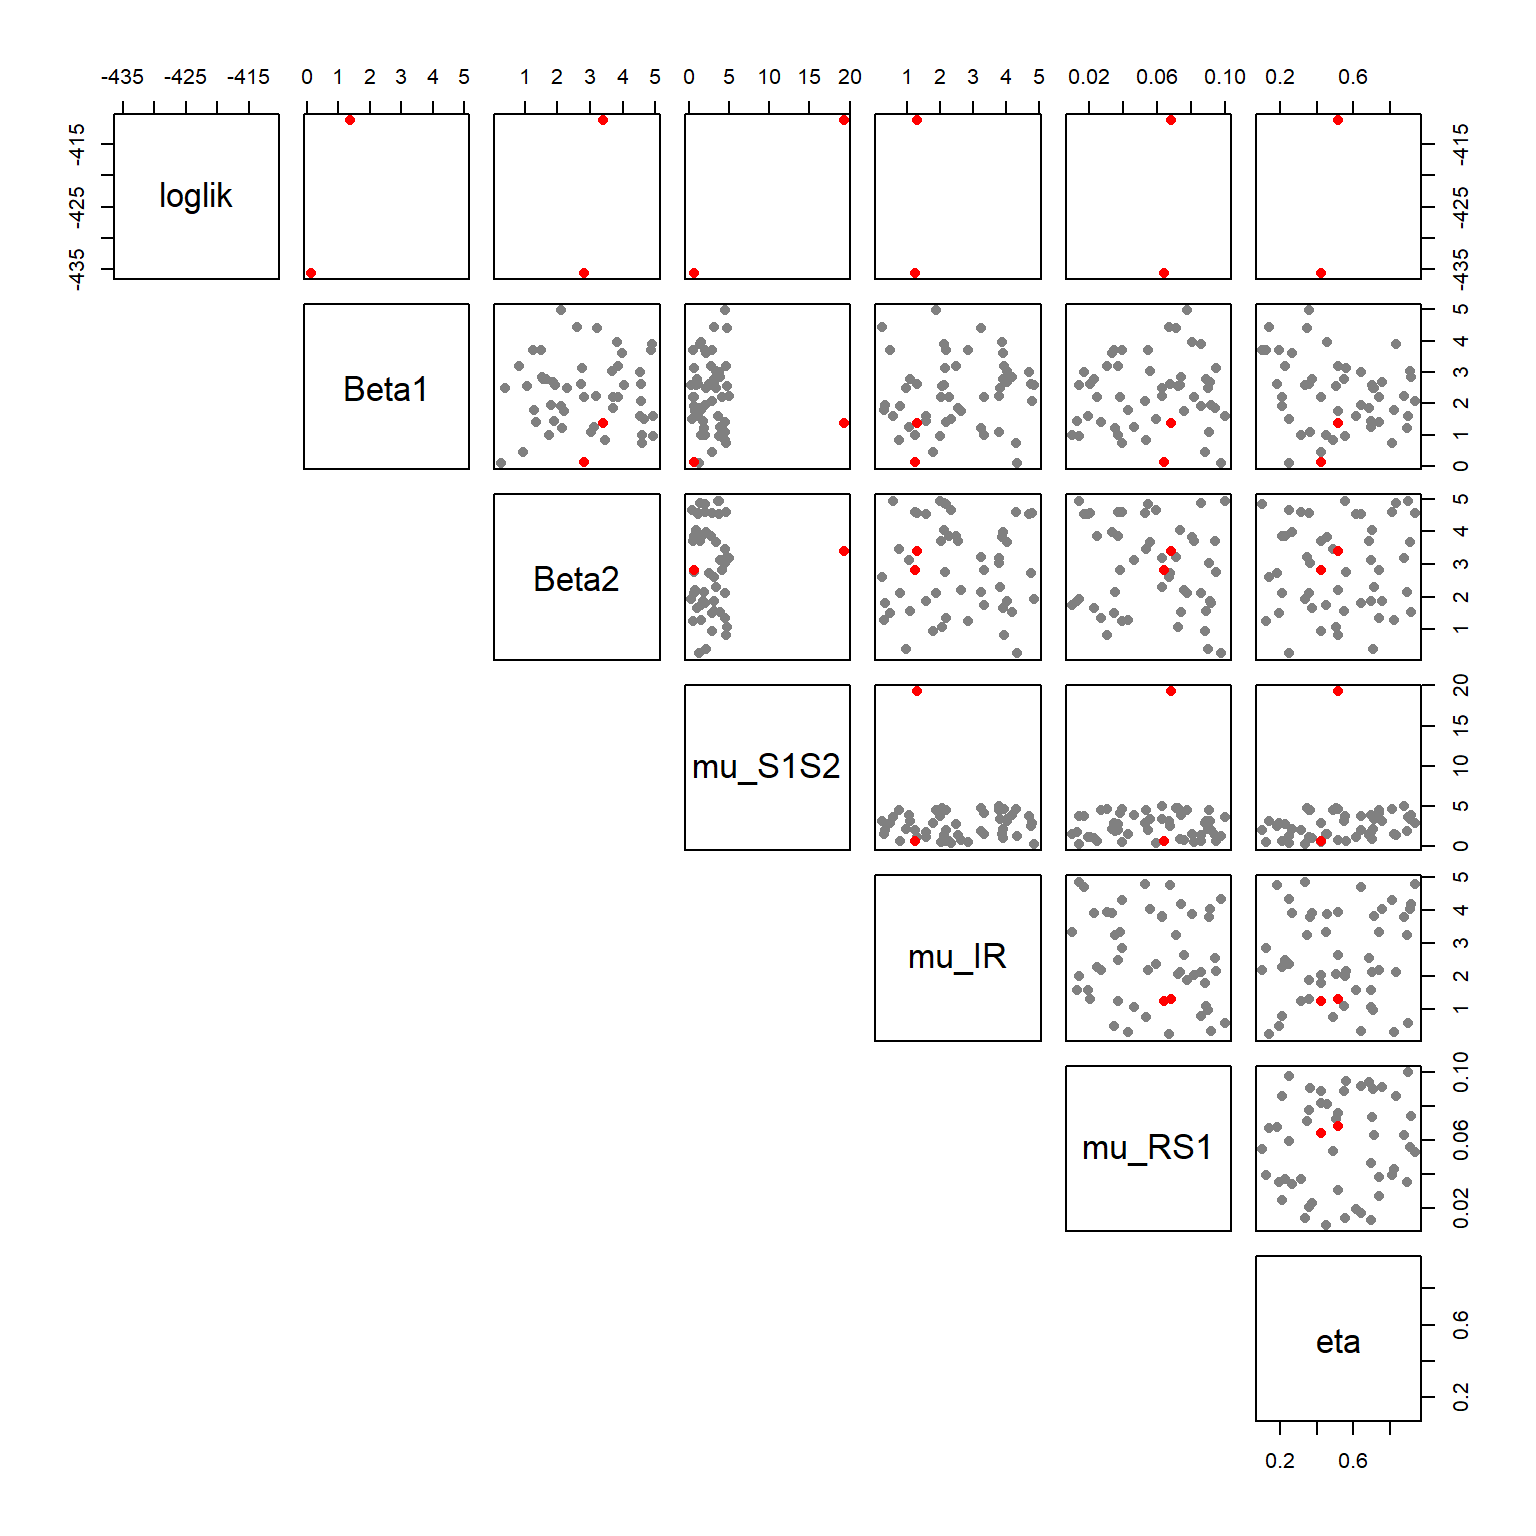 -435 -425 -415 0 1 2 3 4 5 1 2 3 4 5 0 5 10 15 20 1 2 3 4 5 0.02 0.06 0.10 0.2 0.6
-435 -425 -415 loglik -435 -425 -415
Beta1 0 1 2 3 4 5
Beta2 1 2 3 4 5
mu_S1S2 0 5 10 15 20
mu_IR 1 2 3 4 5
mu_RS1 0.02 0.06 0.10
eta 0.2 0.6
0.2 0.6